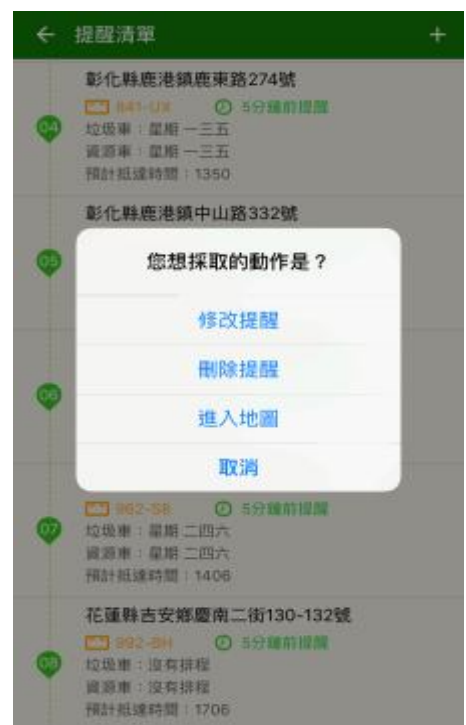 提醒清單
彰化縣鹿港鎮鹿東路274號
04
841-UX 5分鐘前提醒
垃圾車：星期 一三五
資源車：星期 一三五
預計抵達時間：1350
彰化縣鹿港鎮中山路332號
05
您想採取的動作是？
修改提醒
刪除提醒
06
進入地圖
取消
962-S8 5分鐘前提醒
07
垃圾車：星期 二四六
資源車：星期 二四六
預計抵達時間：1406
花蓮縣吉安鄉慶南二街130-132號
892-BH 5分鐘前提醒
08
垃圾車：沒有排程
資源車：沒有排程
預計抵達時間：1706